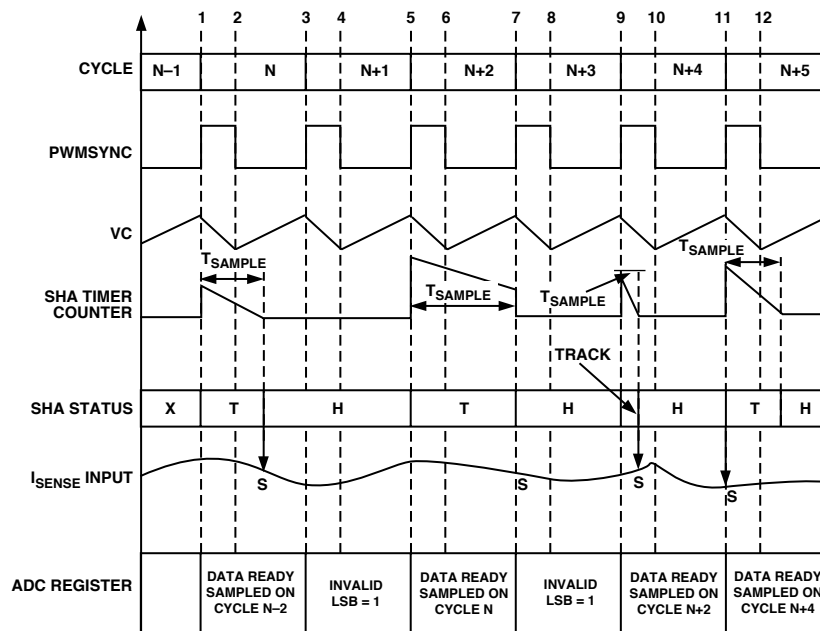 1 2 3 4 5 6 7 8 9 10 11 12
CYCLE N–1 N N+1 N+2 N+3 N+4 N+5
PWMSYNC
VC
TSAMPLE
TSAMPLE
TSAMPLE
TSAMPLE
SHA TIMER
COUNTER
TRACK
SHA STATUS X T H T H H T H
ISENSE INPUT
S S S S
ADC REGISTER
DATA READY
SAMPLED ON
CYCLE N–2
INVALID
LSB = 1
DATA READY
SAMPLED ON
CYCLE N
INVALID
LSB = 1
DATA READY
SAMPLED ON
CYCLE N+2
DATA READY
SAMPLED ON
CYCLE N+4